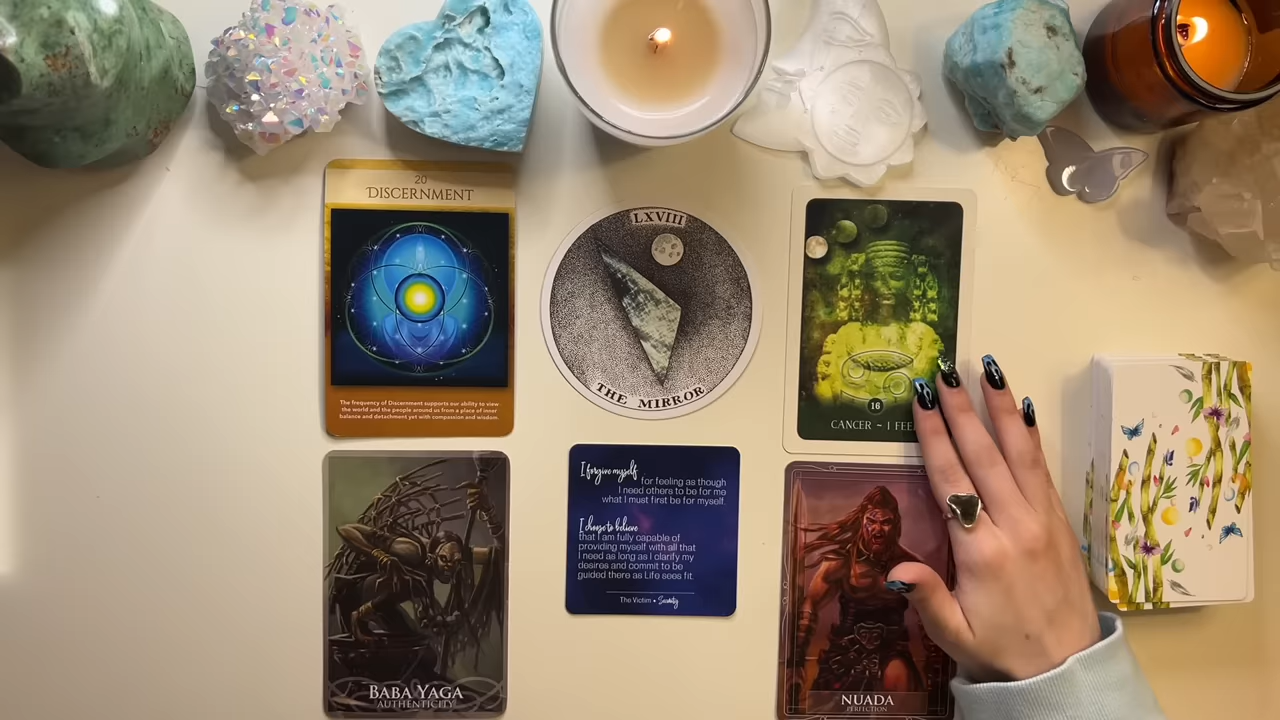 20
DISCERNMENT
The frequency of Discernment supports our ability to view
the world and the people around us from a place of inner
balance and detachment yet with compassion and wisdom.
LXVIII
THE MIRROR
16
CANCER - I FEEL
BABA YAGA
AUTHENTICITY
I forgive myself
for feeling as though
I need others to be for me
what I must first be for myself.
I choose to believe
that I am fully capable of
providing myself with all that
I need as long as I clarify my
desires and commit to be
guided there as Life sees fit.
The Victim • Scarcity
NUADA
PERFECTION